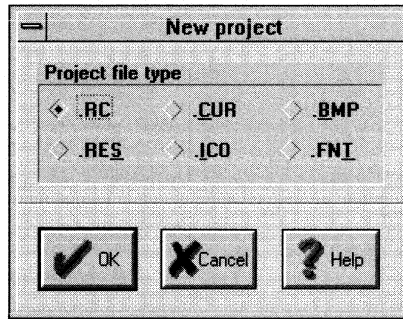 New project
Project file type
.RC .CUR .BMP
.RES .ICO .FNT
OK Cancel Help